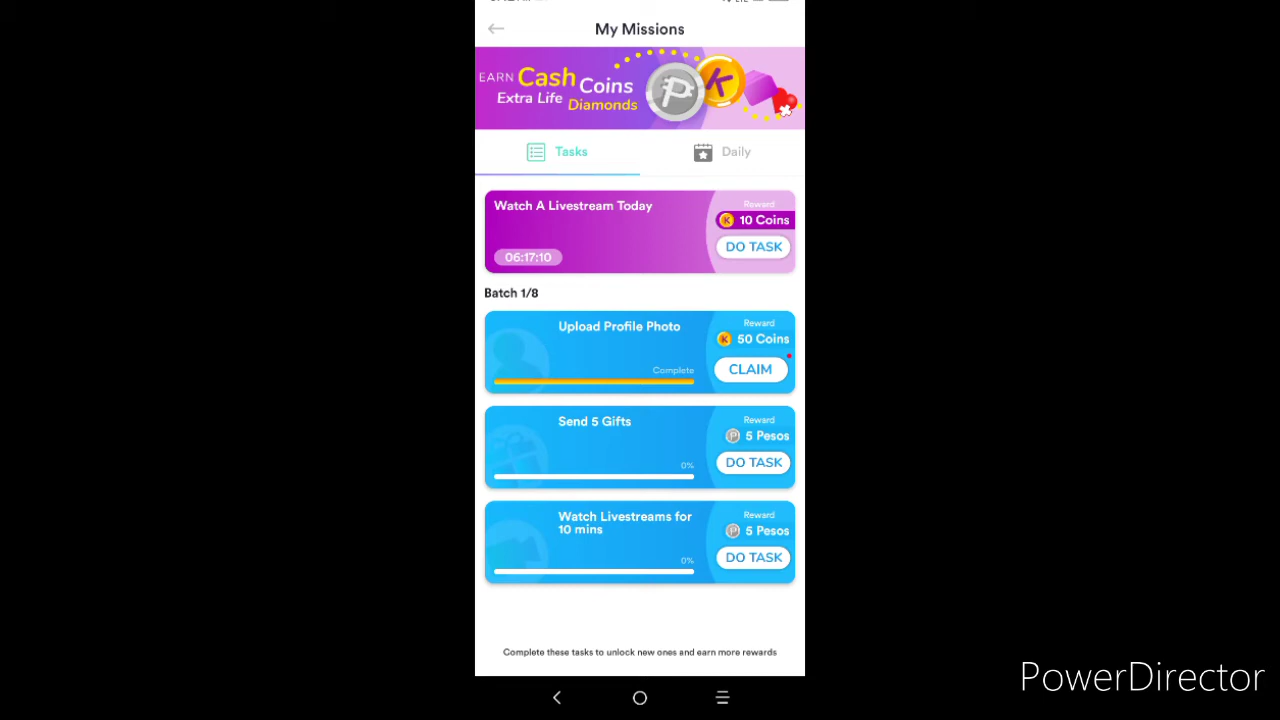 My Missions
EARN Cash Coins
Extra Life Diamonds
Tasks
Daily
Watch A Livestream Today
06:17:10
Reward
10 Coins
DO TASK
Batch 1/8
Upload Profile Photo
Complete
Reward
50 Coins
CLAIM
Send 5 Gifts
0%
Reward
5 Pesos
DO TASK
Watch Livestreams for
10 mins
0%
Reward
5 Pesos
DO TASK
Complete these tasks to unlock new ones and earn more rewards
PowerDirector